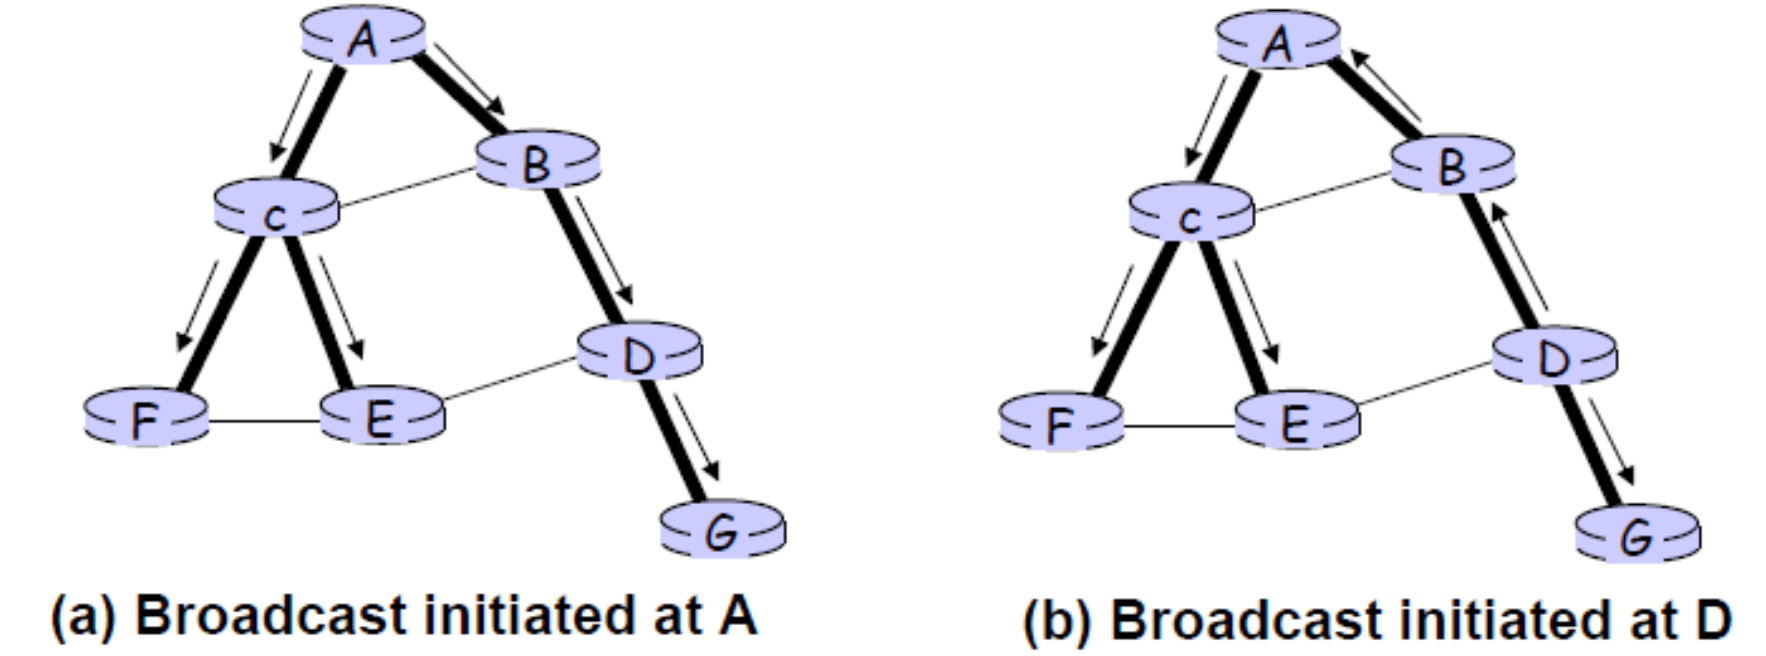 A
B
c
D
F
E
G
(a) Broadcast initiated at A
A
B
c
D
F
E
G
(b) Broadcast initiated at D